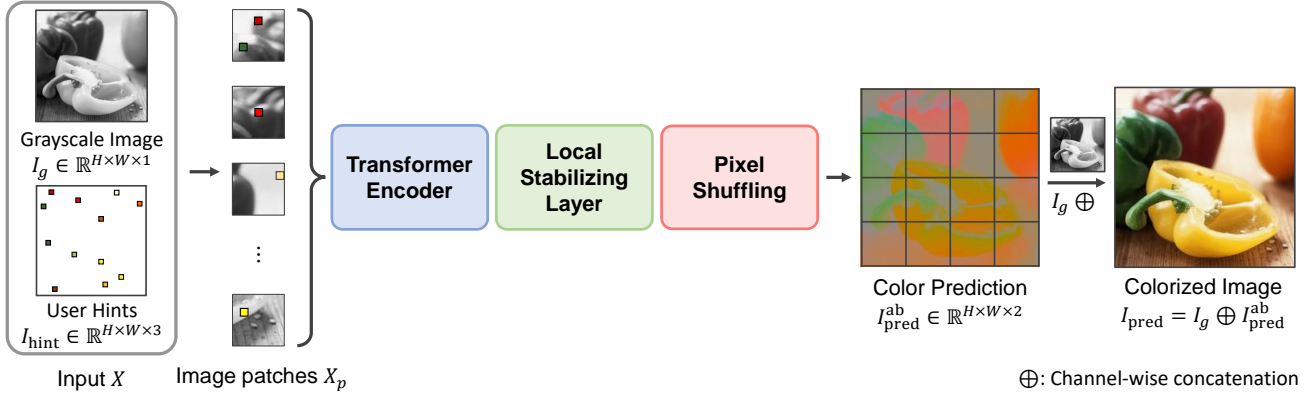 Grayscale Image
I_g ∈ ℝ^{H×W×1}
User Hints
I_hint ∈ ℝ^{H×W×3}
Input X
⋮
Image patches X_p
Transformer
Encoder
Local
Stabilizing
Layer
Pixel
Shuffling
Color Prediction
I_pred^ab ∈ ℝ^{H×W×2}
I_g ⊕
Colorized Image
I_pred = I_g ⊕ I_pred^ab
⊕: Channel-wise concatenation